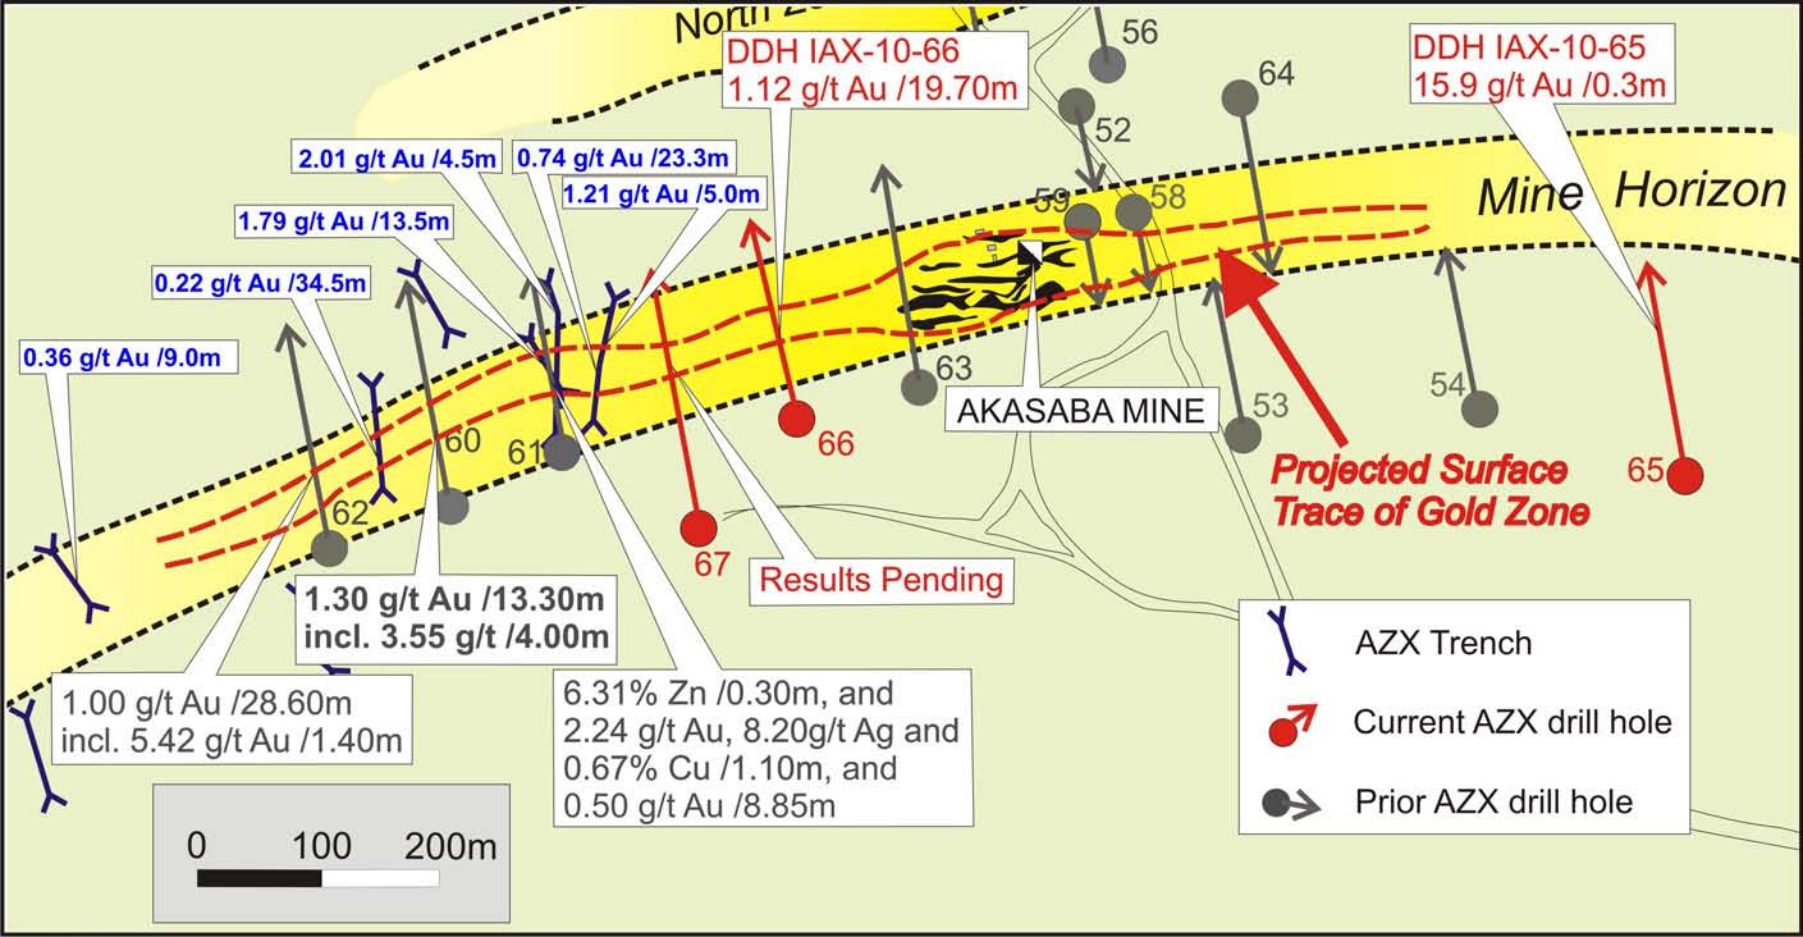 North
56
DDH IAX-10-66
1.12 g/t Au /19.70m
64
DDH IAX-10-65
15.9 g/t Au /0.3m
52
2.01 g/t Au /4.5m
0.74 g/t Au /23.3m
1.21 g/t Au /5.0m
59
58
Mine Horizon
1.79 g/t Au /13.5m
0.22 g/t Au /34.5m
0.36 g/t Au /9.0m
63
AKASABA MINE
53
54
60
61
66
65
Projected Surface
Trace of Gold Zone
62
67
Results Pending
1.30 g/t Au /13.30m
incl. 3.55 g/t /4.00m
1.00 g/t Au /28.60m
incl. 5.42 g/t Au /1.40m
6.31% Zn /0.30m, and
2.24 g/t Au, 8.20g/t Ag and
0.67% Cu /1.10m, and
0.50 g/t Au /8.85m
AZX Trench
Current AZX drill hole
Prior AZX drill hole
0 100 200m